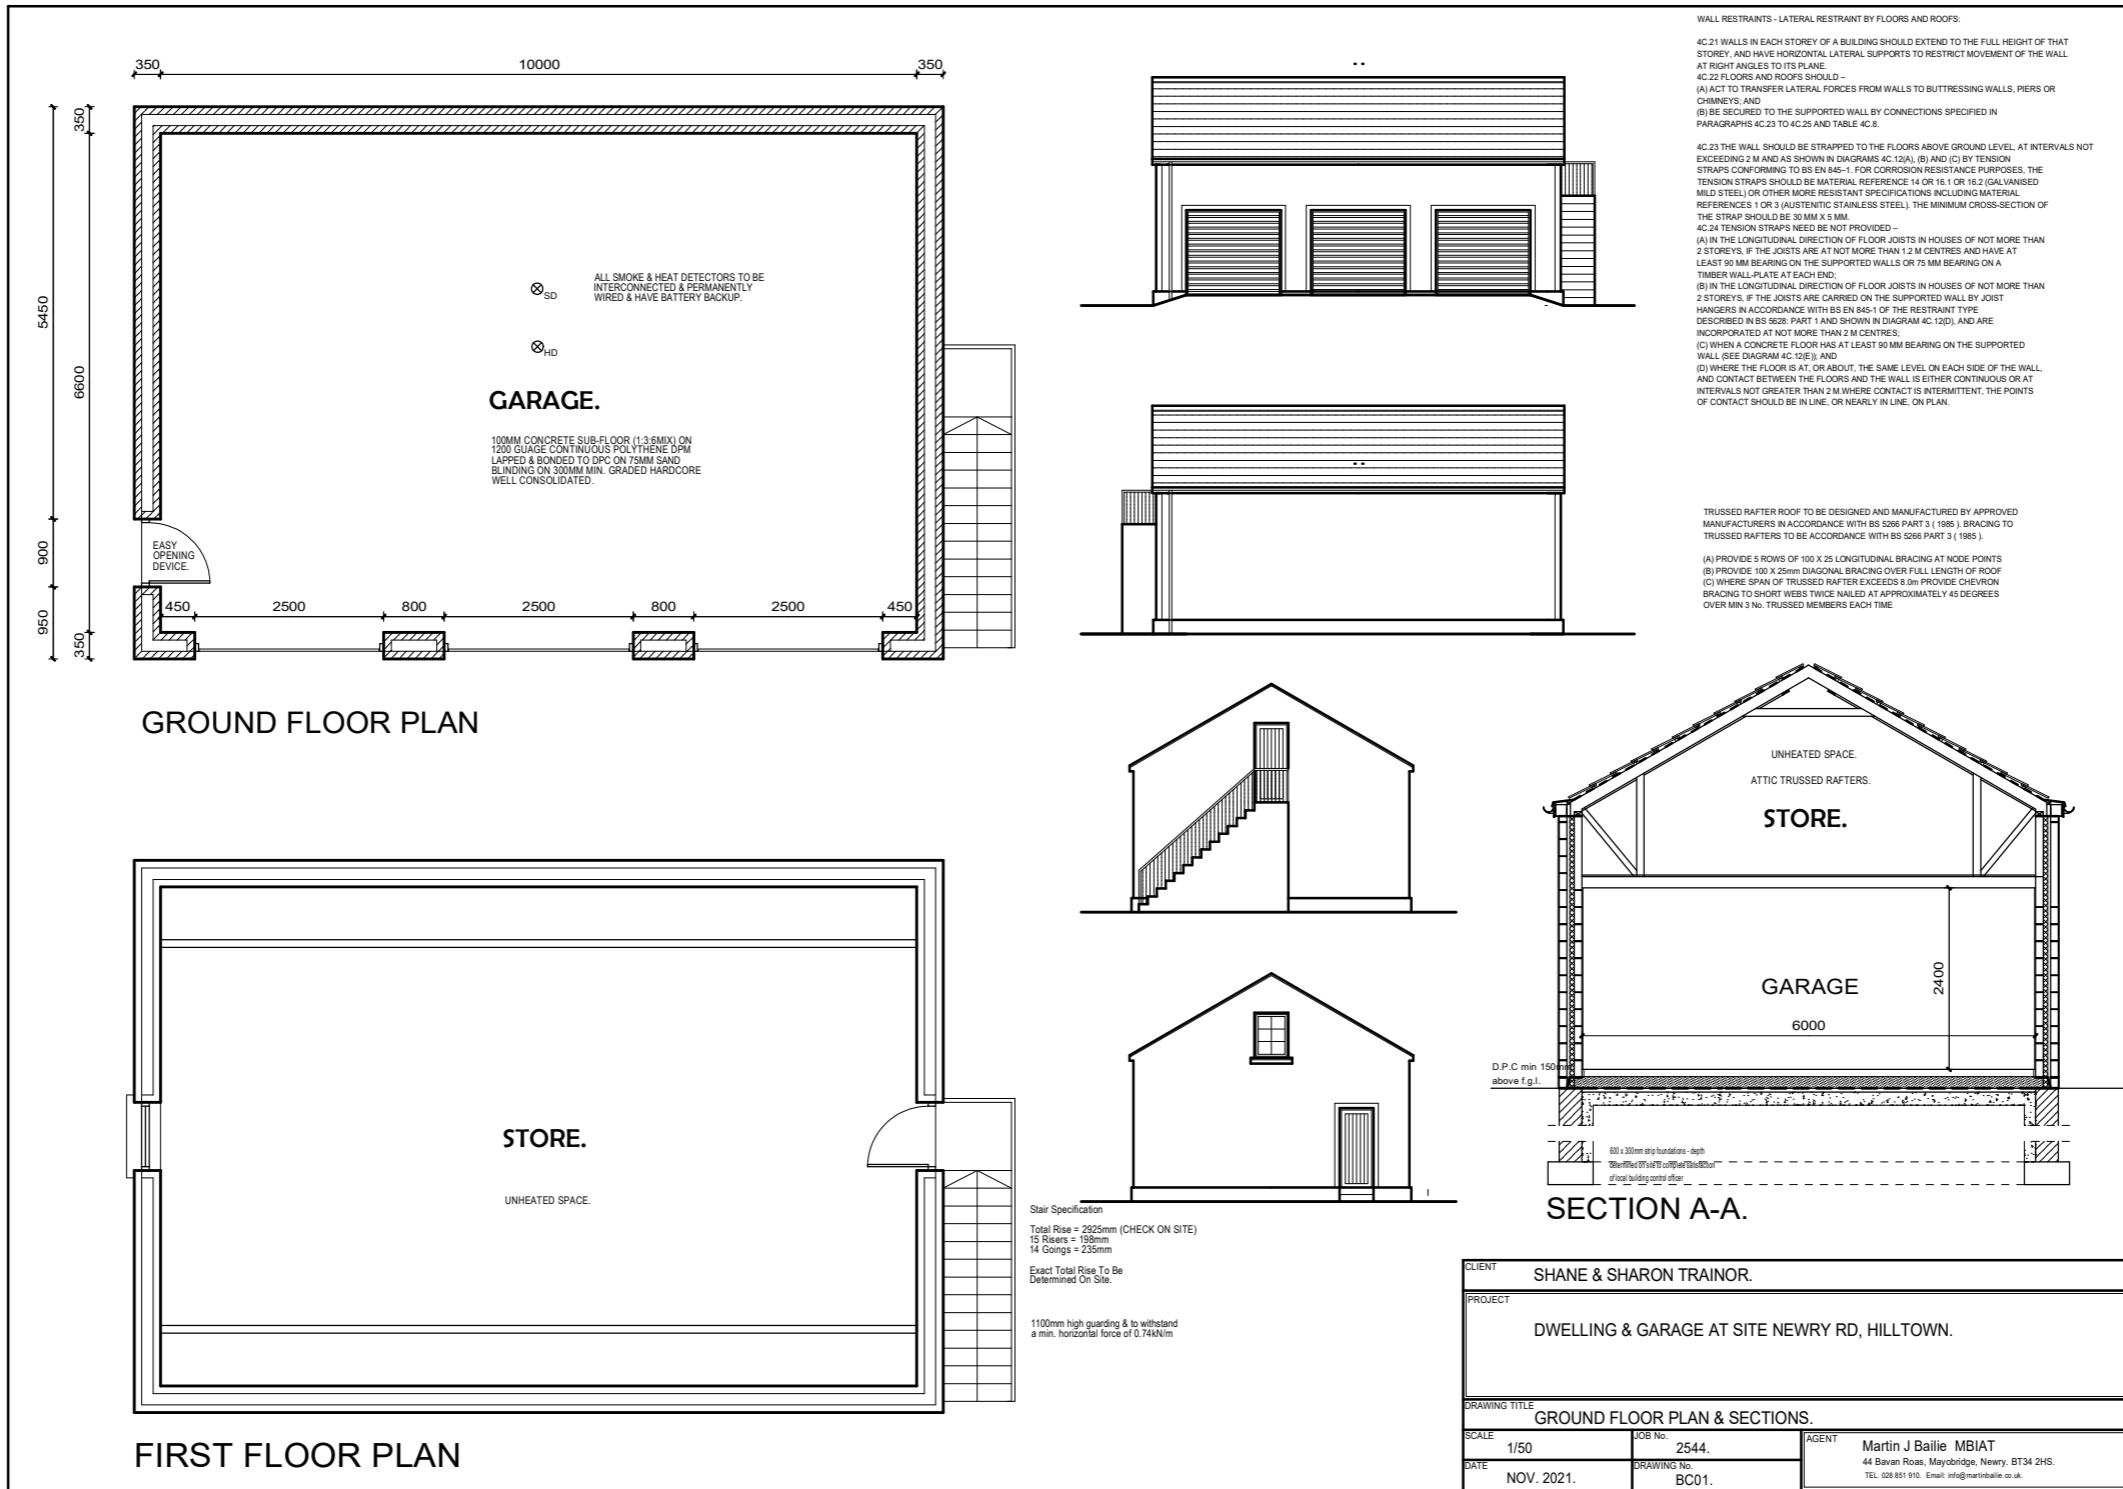 350
10000
350
350
5450
6600
900
950
350
ALL SMOKE & HEAT DETECTORS TO BE
INTERCONNECTED & PERMANENTLY
WIRED & HAVE BATTERY BACKUP.
SD
HD
GARAGE.
100MM CONCRETE SUB-FLOOR (1:3:6MIX) ON
1200 GUAGE CONTINUOUS POLYTHENE DPM
LAPPED & BONDED TO DPC ON 75MM SAND
BLINDING ON 300MM MIN. GRADED HARDCORE
WELL CONSOLIDATED.
EASY
OPENING
DEVICE.
450
2500
800
2500
800
2500
450
GROUND FLOOR PLAN
STORE.
UNHEATED SPACE.
FIRST FLOOR PLAN
Stair Specification
Total Rise = 2925mm (CHECK ON SITE)
15 Risers = 198mm
14 Goings = 235mm
Exact Total Rise To Be
Determined On Site.
1100mm high guarding & to withstand
a min. horizontal force of 0.74kN/m
WALL RESTRAINTS - LATERAL RESTRAINT BY FLOORS AND ROOFS:
4C.21 WALLS IN EACH STOREY OF A BUILDING SHOULD EXTEND TO THE FULL HEIGHT OF THAT
STOREY, AND HAVE HORIZONTAL LATERAL SUPPORTS TO RESTRICT MOVEMENT OF THE WALL
AT RIGHT ANGLES TO ITS PLANE.
4C.22 FLOORS AND ROOFS SHOULD –
(A) ACT TO TRANSFER LATERAL FORCES FROM WALLS TO BUTTRESSING WALLS, PIERS OR
CHIMNEYS; AND
(B) BE SECURED TO THE SUPPORTED WALL BY CONNECTIONS SPECIFIED IN
PARAGRAPHS 4C.23 TO 4C.25 AND TABLE 4C.8.
4C.23 THE WALL SHOULD BE STRAPPED TO THE FLOORS ABOVE GROUND LEVEL, AT INTERVALS NOT
EXCEEDING 2 M AND AS SHOWN IN DIAGRAMS 4C.12(A), (B) AND (C) BY TENSION
STRAPS CONFORMING TO BS EN 845–1. FOR CORROSION RESISTANCE PURPOSES, THE
TENSION STRAPS SHOULD BE MATERIAL REFERENCE 14 OR 16.1 OR 16.2 (GALVANISED
MILD STEEL) OR OTHER MORE RESISTANT SPECIFICATIONS INCLUDING MATERIAL
REFERENCES 1 OR 3 (AUSTENITIC STAINLESS STEEL). THE MINIMUM CROSS-SECTION OF
THE STRAP SHOULD BE 30 MM X 5 MM.
4C.24 TENSION STRAPS NEED BE NOT PROVIDED –
(A) IN THE LONGITUDINAL DIRECTION OF FLOOR JOISTS IN HOUSES OF NOT MORE THAN
2 STOREYS, IF THE JOISTS ARE AT NOT MORE THAN 1.2 M CENTRES AND HAVE AT
LEAST 90 MM BEARING ON THE SUPPORTED WALLS OR 75 MM BEARING ON A
TIMBER WALL-PLATE AT EACH END;
(B) IN THE LONGITUDINAL DIRECTION OF FLOOR JOISTS IN HOUSES OF NOT MORE THAN
2 STOREYS, IF THE JOISTS ARE CARRIED ON THE SUPPORTED WALL BY JOIST
HANGERS IN ACCORDANCE WITH BS EN 845-1 OF THE RESTRAINT TYPE
DESCRIBED IN BS 5628: PART 1 AND SHOWN IN DIAGRAM 4C.12(D), AND ARE
INCORPORATED AT NOT MORE THAN 2 M CENTRES;
(C) WHEN A CONCRETE FLOOR HAS AT LEAST 90 MM BEARING ON THE SUPPORTED
WALL (SEE DIAGRAM 4C.12(E)); AND
(D) WHERE THE FLOOR IS AT, OR ABOUT, THE SAME LEVEL ON EACH SIDE OF THE WALL,
AND CONTACT BETWEEN THE FLOORS AND THE WALL IS EITHER CONTINUOUS OR AT
INTERVALS NOT GREATER THAN 2 M.WHERE CONTACT IS INTERMITTENT, THE POINTS
OF CONTACT SHOULD BE IN LINE, OR NEARLY IN LINE, ON PLAN.
TRUSSED RAFTER ROOF TO BE DESIGNED AND MANUFACTURED BY APPROVED
MANUFACTURERS IN ACCORDANCE WITH BS 5266 PART 3 ( 1985 ). BRACING TO
TRUSSED RAFTERS TO BE ACCORDANCE WITH BS 5266 PART 3 ( 1985 ).
(A) PROVIDE 5 ROWS OF 100 X 25 LONGITUDINAL BRACING AT NODE POINTS
(B) PROVIDE 100 X 25mm DIAGONAL BRACING OVER FULL LENGTH OF ROOF
(C) WHERE SPAN OF TRUSSED RAFTER EXCEEDS 8.0m PROVIDE CHEVRON
BRACING TO SHORT WEBS TWICE NAILED AT APPROXIMATELY 45 DEGREES
OVER MIN 3 No. TRUSSED MEMBERS EACH TIME
UNHEATED SPACE.
ATTIC TRUSSED RAFTERS.
STORE.
GARAGE
2400
6000
D.P.C min 150mm
above f.g.l.
600 x 300mm strip foundations - depth
determined on site to complete satisfaction
of local building control officer
SECTION A-A.
CLIENT
SHANE & SHARON TRAINOR.
PROJECT
DWELLING & GARAGE AT SITE NEWRY RD, HILLTOWN.
DRAWING TITLE
GROUND FLOOR PLAN & SECTIONS.
SCALE
1/50
JOB No.
2544.
AGENT
Martin J Bailie MBIAT
44 Bavan Roas, Mayobridge, Newry. BT34 2HS.
TEL. 028 851 910. Email: info@martinbailie.co.uk.
DATE
NOV. 2021.
DRAWING No.
BC01.